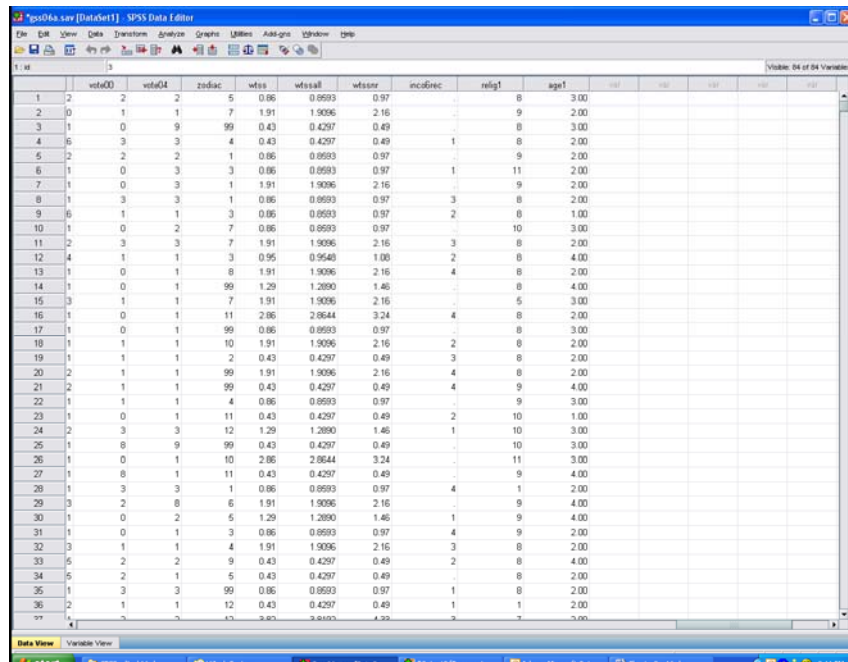 *gss06a.sav [DataSet1] - SPSS Data Editor
File Edit View Data Transform Analyze Graphs Utilities Add-ons Window Help
1 : id 3 Visible: 84 of 84 Variables
vote00 vote04 zodiac wtss wtssall wtssnr inco6rec relig1 age1 var var var var var
1 2 2 2 5 0.86 0.8593 0.97 . 8 3.00
2 0 1 1 7 1.91 1.9096 2.16 . 9 2.00
3 1 0 9 99 0.43 0.4297 0.49 . 8 3.00
4 6 3 3 4 0.43 0.4297 0.49 1 8 2.00
5 2 2 2 1 0.86 0.8593 0.97 . 9 2.00
6 1 0 3 3 0.86 0.8593 0.97 1 11 2.00
7 1 0 3 1 1.91 1.9096 2.16 . 9 2.00
8 1 3 3 1 0.86 0.8593 0.97 3 8 2.00
9 6 1 1 3 0.86 0.8593 0.97 2 8 1.00
10 1 0 2 7 0.86 0.8593 0.97 . 10 3.00
11 2 3 3 7 1.91 1.9096 2.16 3 8 2.00
12 4 1 1 3 0.95 0.9548 1.08 2 8 4.00
13 1 0 1 8 1.91 1.9096 2.16 4 8 2.00
14 1 0 1 99 1.29 1.2890 1.46 . 8 4.00
15 3 1 1 7 1.91 1.9096 2.16 . 5 3.00
16 1 0 1 11 2.86 2.8644 3.24 4 8 2.00
17 1 0 1 99 0.86 0.8593 0.97 . 8 3.00
18 1 1 1 10 1.91 1.9096 2.16 2 8 2.00
19 1 1 1 2 0.43 0.4297 0.49 3 8 2.00
20 2 1 1 99 1.91 1.9096 2.16 4 8 2.00
21 2 1 1 99 0.43 0.4297 0.49 4 9 4.00
22 1 1 1 4 0.86 0.8593 0.97 . 9 3.00
23 1 0 1 11 0.43 0.4297 0.49 2 10 1.00
24 2 3 3 12 1.29 1.2890 1.46 1 10 3.00
25 1 8 9 99 0.43 0.4297 0.49 . 10 3.00
26 1 0 1 10 2.86 2.8644 3.24 . 11 3.00
27 1 8 1 11 0.43 0.4297 0.49 . 9 4.00
28 1 3 3 1 0.86 0.8593 0.97 4 1 2.00
29 3 2 8 6 1.91 1.9096 2.16 . 9 4.00
30 1 0 2 5 1.29 1.2890 1.46 1 9 4.00
31 1 0 1 3 0.86 0.8593 0.97 4 9 2.00
32 3 1 1 4 1.91 1.9096 2.16 3 8 2.00
33 5 2 2 9 0.43 0.4297 0.49 2 8 4.00
34 5 2 1 5 0.43 0.4297 0.49 . 8 2.00
35 1 3 3 99 0.86 0.8593 0.97 1 8 2.00
36 2 1 1 12 0.43 0.4297 0.49 1 1 2.00
Data View Variable View